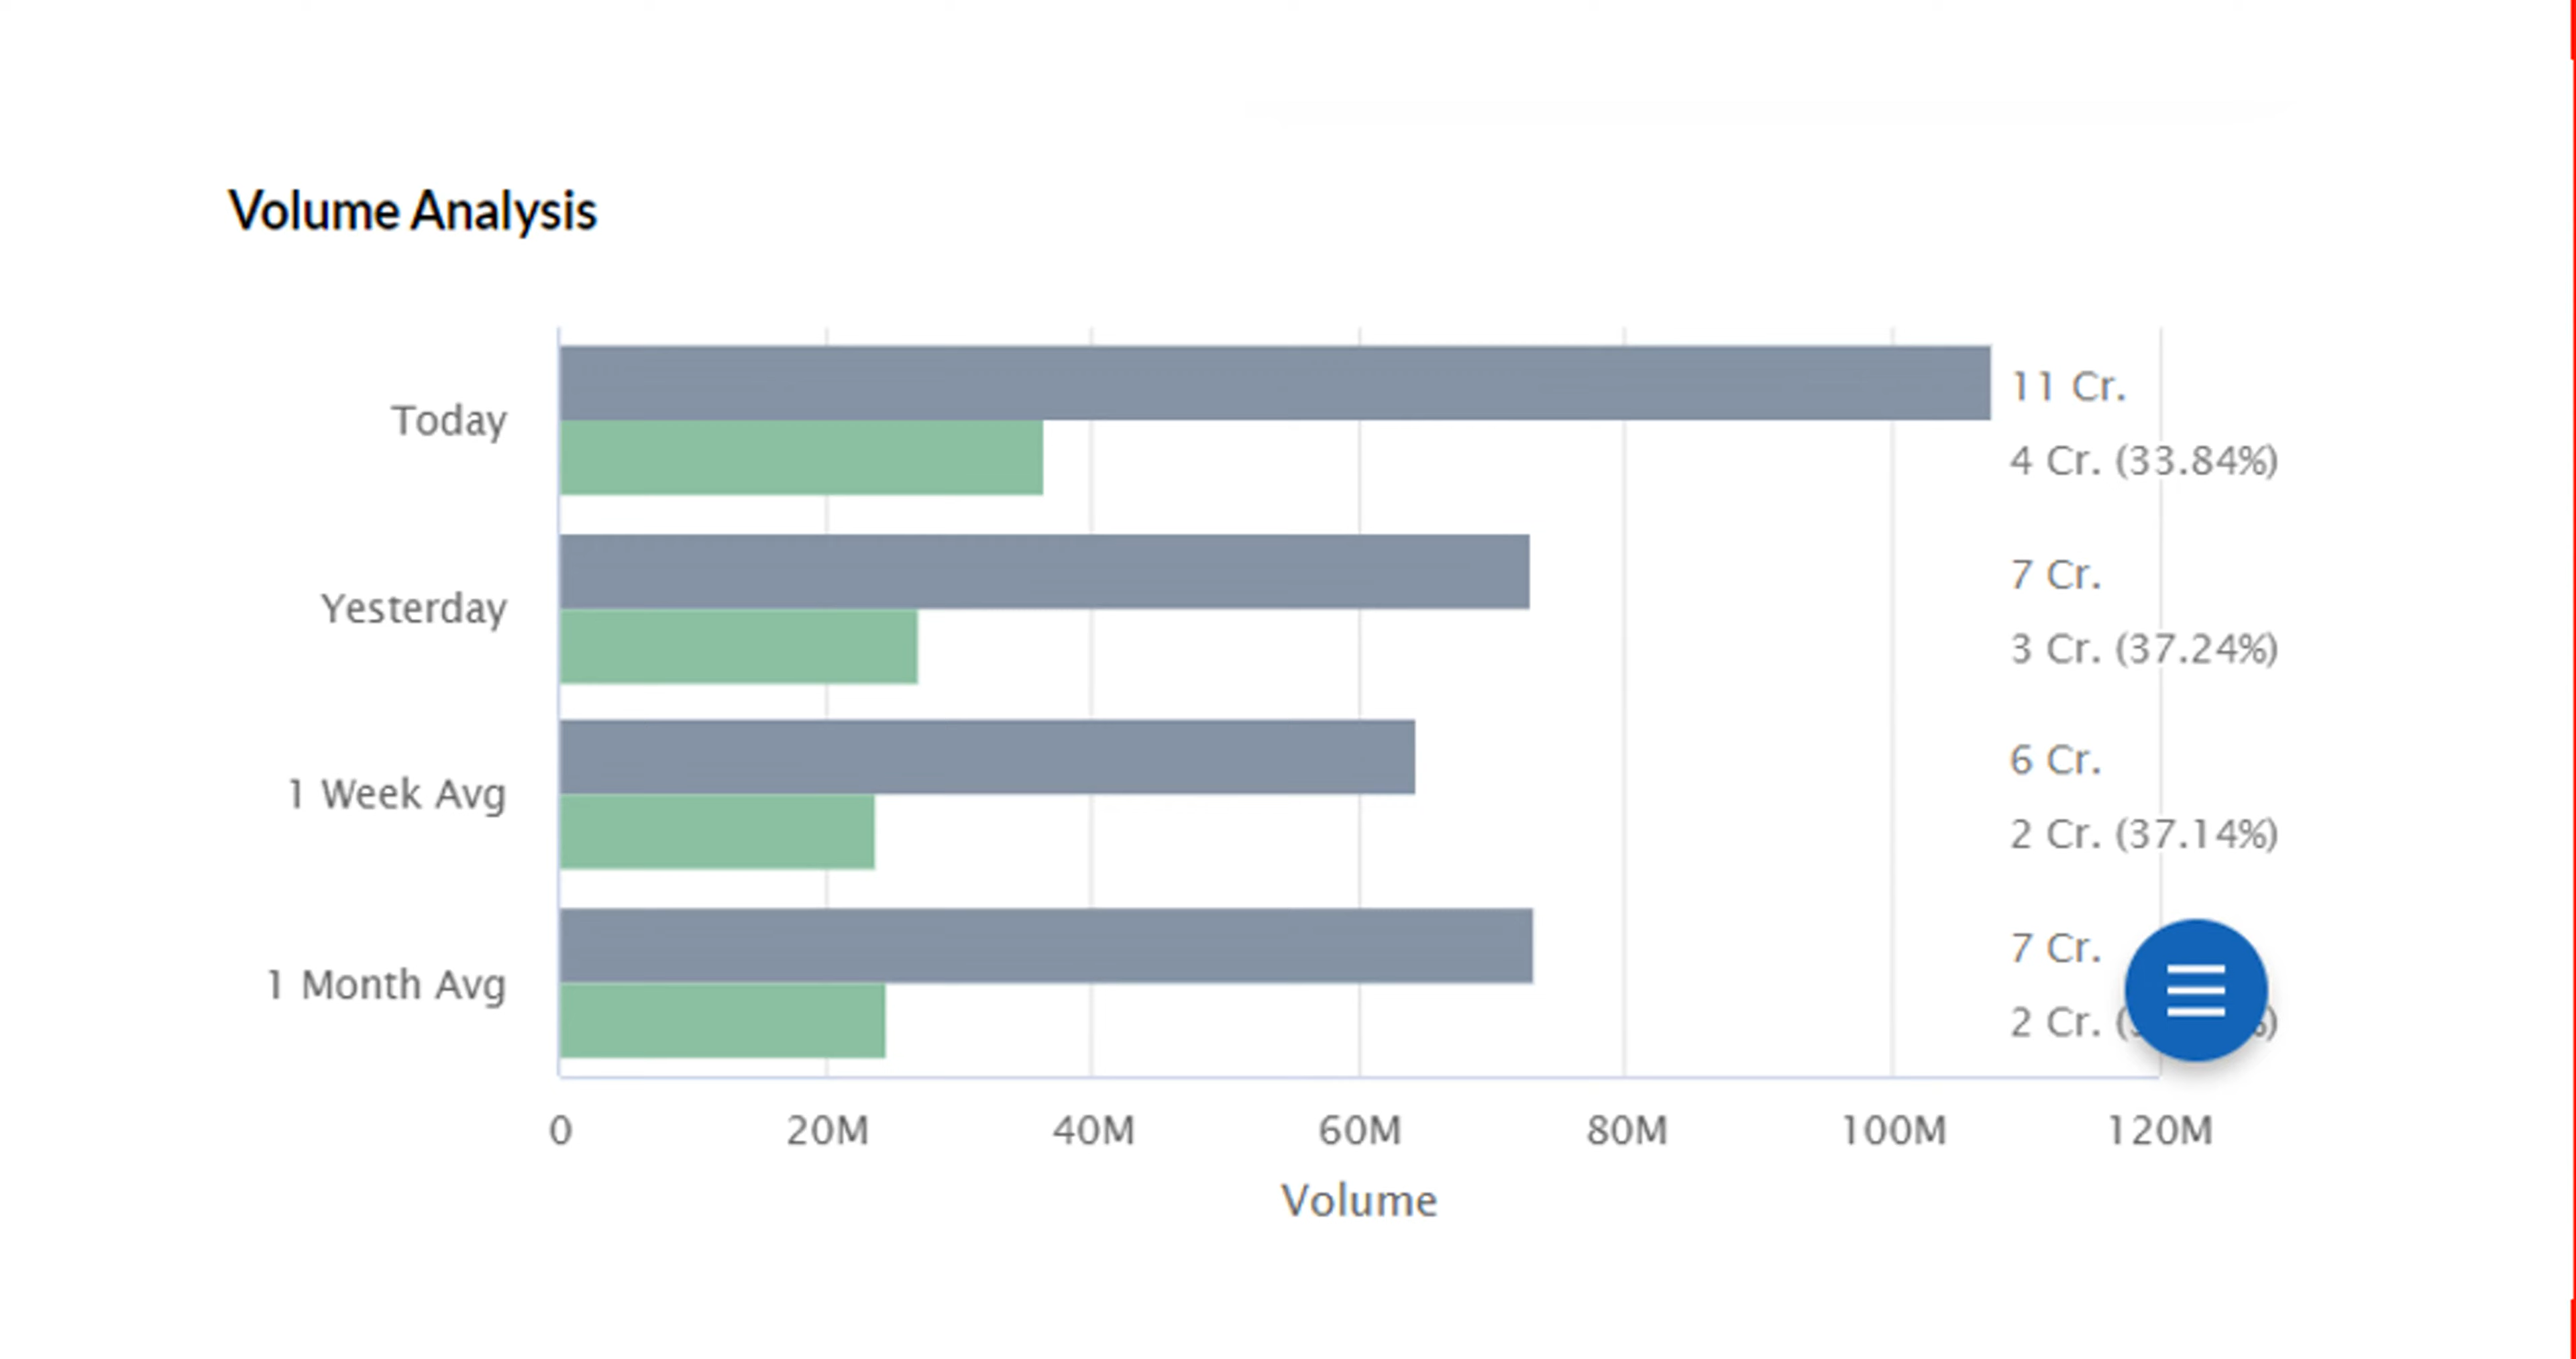 Volume Analysis
Today
11 Cr.
4 Cr. (33.84%)
Yesterday
7 Cr.
3 Cr. (37.24%)
1 Week Avg
6 Cr.
2 Cr. (37.14%)
1 Month Avg
7 Cr.
2 Cr.
0 20M 40M 60M 80M 100M 120M
Volume